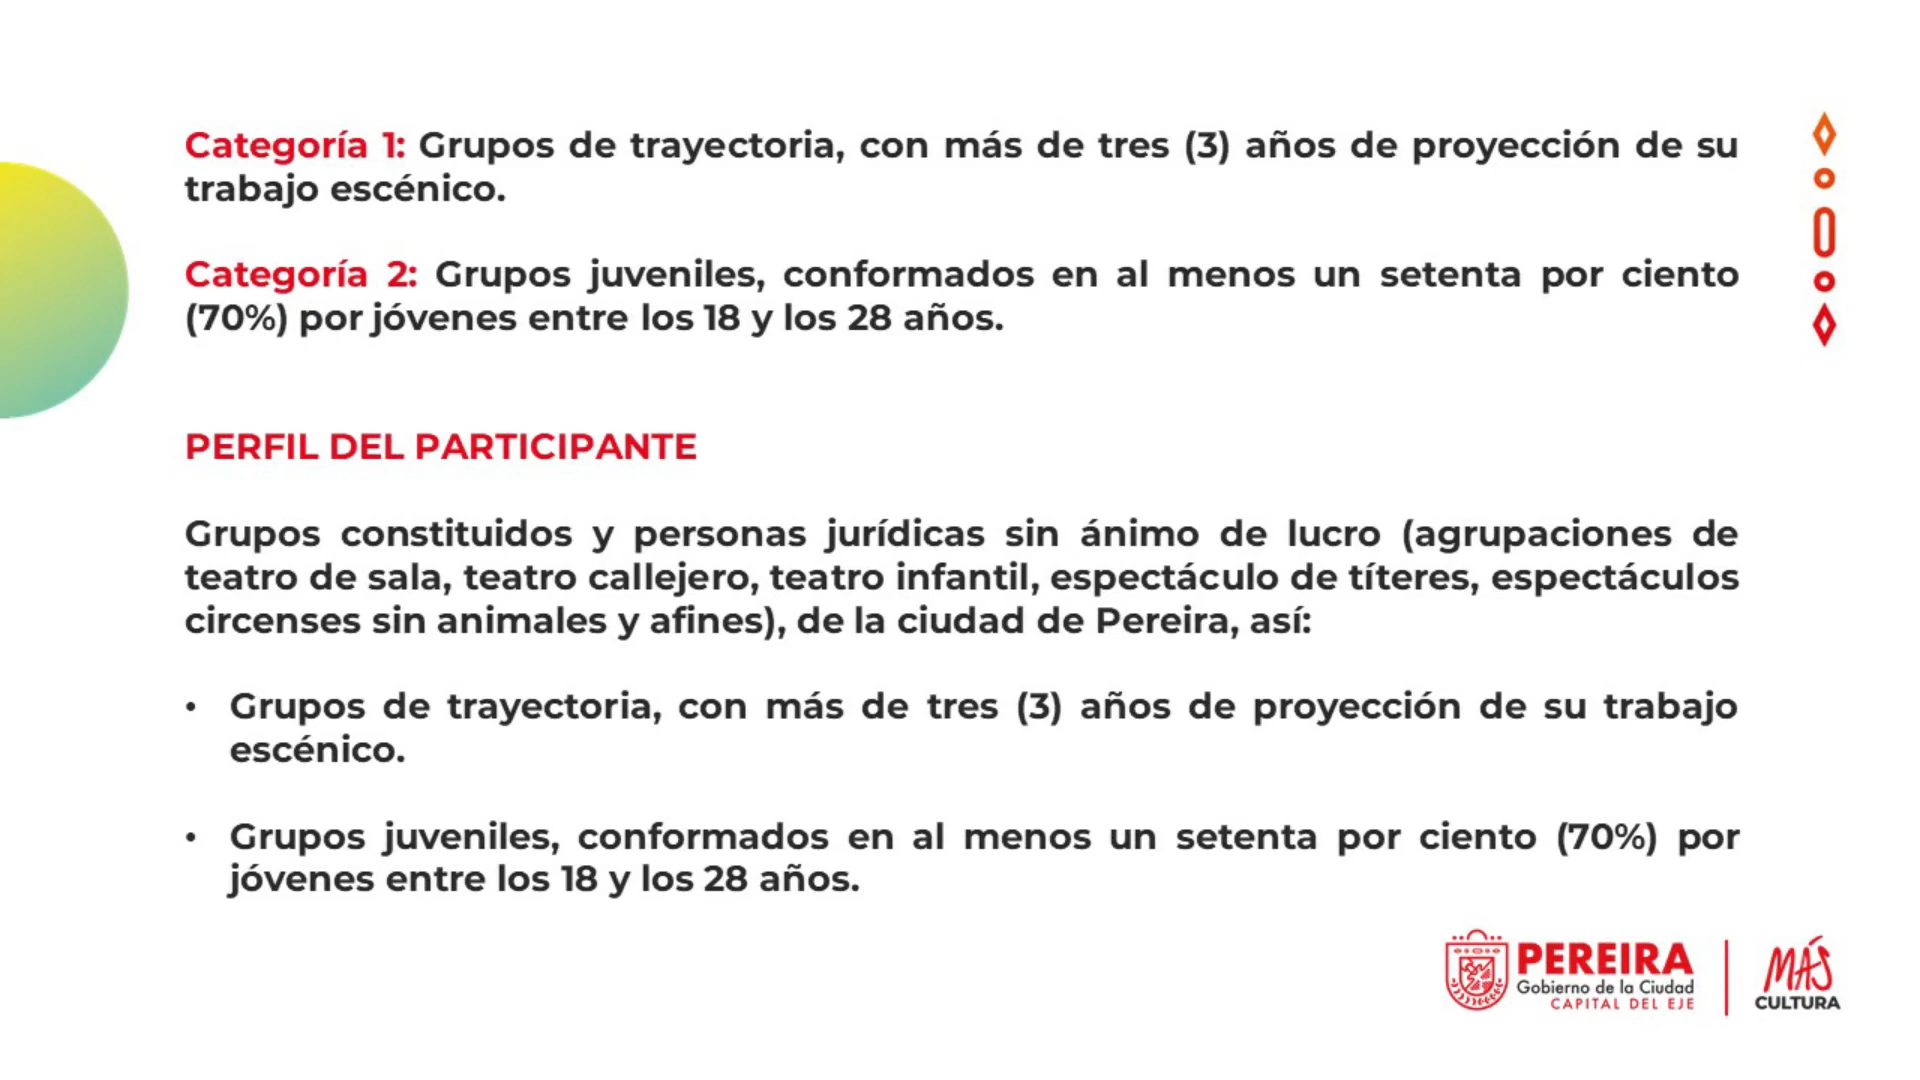 Categoría 1: Grupos de trayectoria, con más de tres (3) años de proyección de su
trabajo escénico.
Categoría 2: Grupos juveniles, conformados en al menos un setenta por ciento
(70%) por jóvenes entre los 18 y los 28 años.
PERFIL DEL PARTICIPANTE
Grupos constituidos y personas jurídicas sin ánimo de lucro (agrupaciones de
teatro de sala, teatro callejero, teatro infantil, espectáculo de títeres, espectáculos
circenses sin animales y afines), de la ciudad de Pereira, así:
• Grupos de trayectoria, con más de tres (3) años de proyección de su trabajo
escénico.
• Grupos juveniles, conformados en al menos un setenta por ciento (70%) por
jóvenes entre los 18 y los 28 años.
PEREIRA
Gobierno de la Ciudad
CAPITAL DEL EJE
MÁS
CULTURA